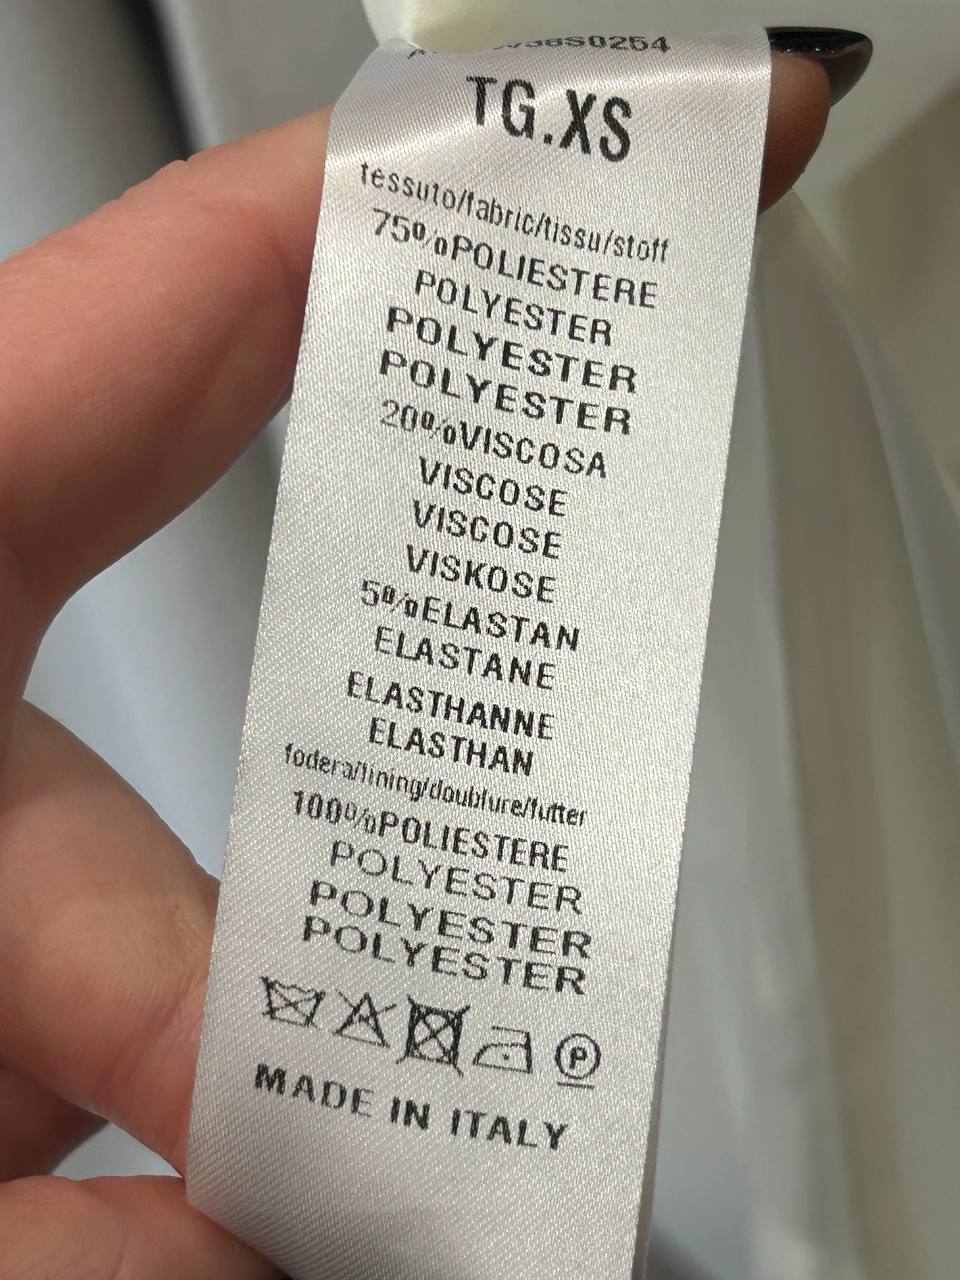 TG.XS
tessuto/fabric/tissu/stoff
75%POLIESTERE
POLYESTER
POLYESTER
POLYESTER
20%VISCOSA
VISCOSE
VISCOSE
VISKOSE
5%ELASTAN
ELASTANE
ELASTHANNE
ELASTHAN
fodera/lining/doublure/futter
100%POLIESTERE
POLYESTER
POLYESTER
POLYESTER
P
MADE IN ITALY